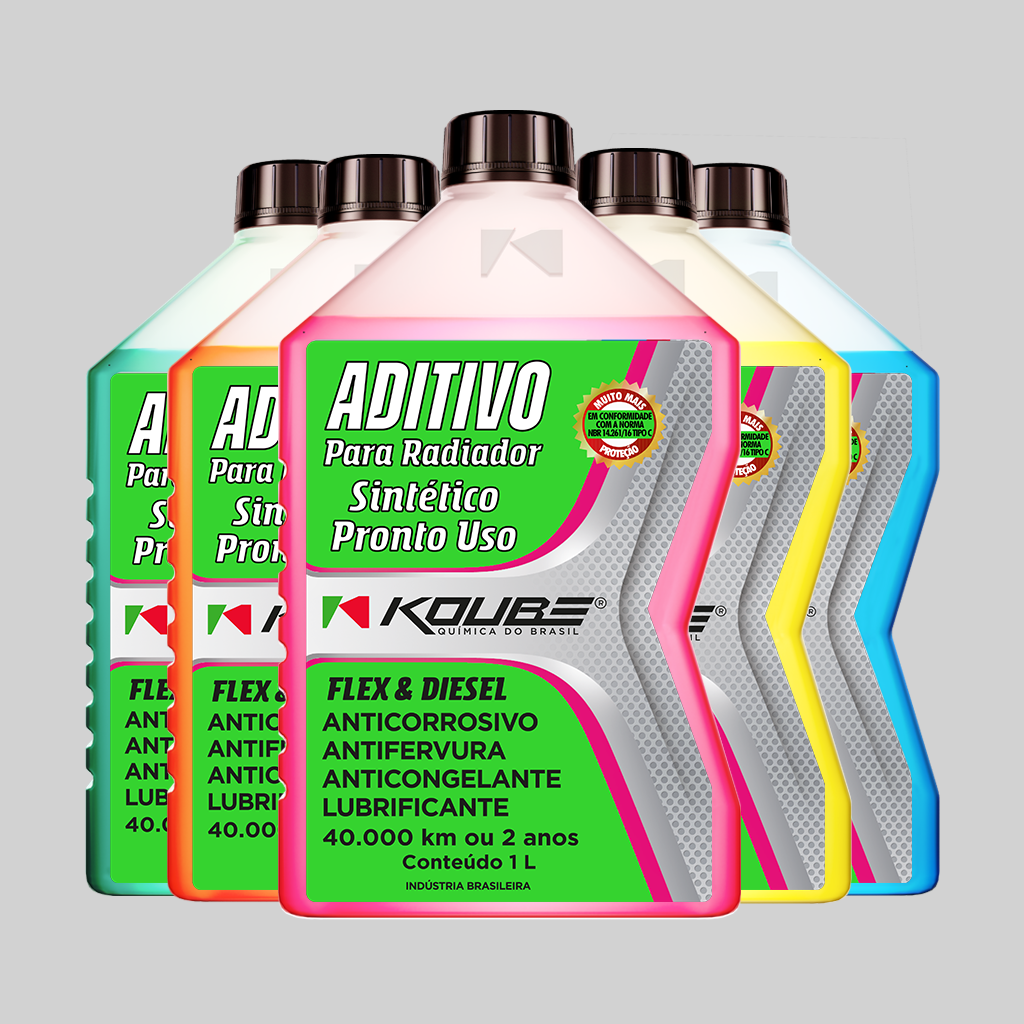 ADITIVO
Para Radiador
Sintético
Pronto Uso
MUITO MAIS
EM CONFORMIDADE
COM A NORMA
NBR 14.261/16 TIPO C
PROTEÇÃO
KOUBE®
QUÍMICA DO BRASIL
FLEX & DIESEL
ANTICORROSIVO
ANTIFERVURA
ANTICONGELANTE
LUBRIFICANTE
40.000 km ou 2 anos
Conteúdo 1 L
INDÚSTRIA BRASILEIRA